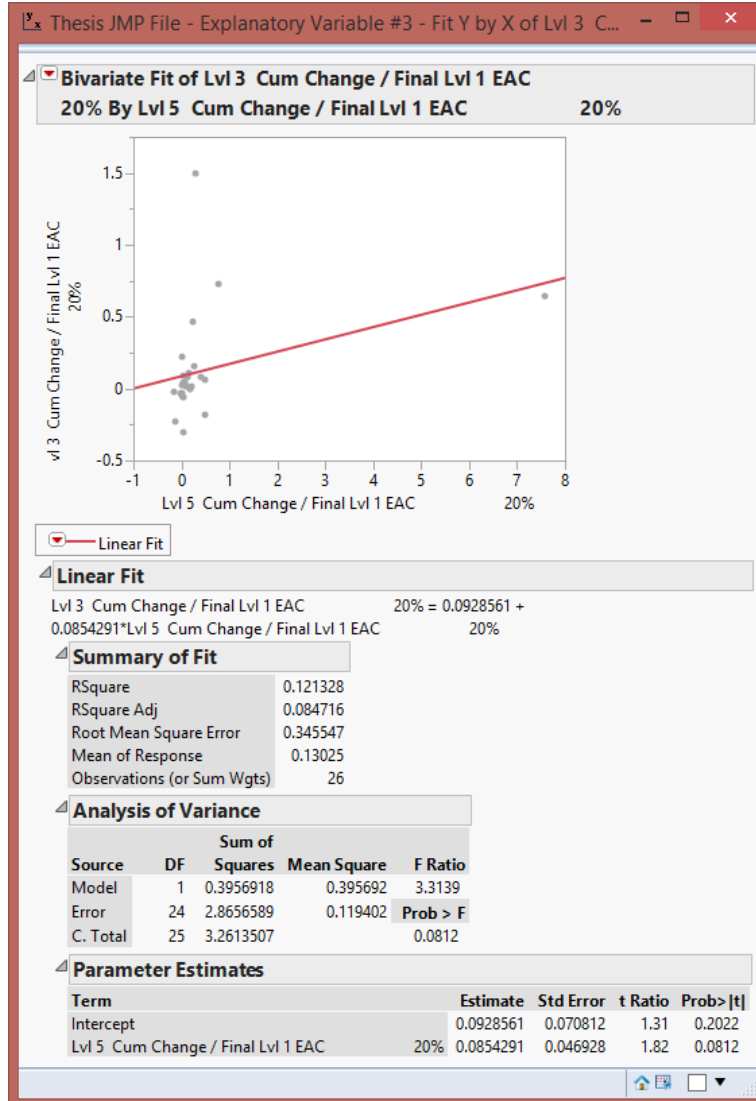 Thesis JMP File - Explanatory Variable #3 - Fit Y by X of Lvl 3 C...
Bivariate Fit of Lvl 3 Cum Change / Final Lvl 1 EAC
20% By Lvl 5 Cum Change / Final Lvl 1 EAC 20%
1.5
1
0.5
0
-0.5
vl 3 Cum Change / Final Lvl 1 EAC
20%
-1 0 1 2 3 4 5 6 7 8
Lvl 5 Cum Change / Final Lvl 1 EAC 20%
Linear Fit
Linear Fit
Lvl 3 Cum Change / Final Lvl 1 EAC 20% = 0.0928561 +
0.0854291*Lvl 5 Cum Change / Final Lvl 1 EAC 20%
Summary of Fit
RSquare 0.121328
RSquare Adj 0.084716
Root Mean Square Error 0.345547
Mean of Response 0.13025
Observations (or Sum Wgts) 26
Analysis of Variance
Sum of
Source DF Squares Mean Square F Ratio
Model 1 0.3956918 0.395692 3.3139
Error 24 2.8656589 0.119402 Prob > F
C. Total 25 3.2613507 0.0812
Parameter Estimates
Term Estimate Std Error t Ratio Prob>|t|
Intercept 0.0928561 0.070812 1.31 0.2022
Lvl 5 Cum Change / Final Lvl 1 EAC 20% 0.0854291 0.046928 1.82 0.0812